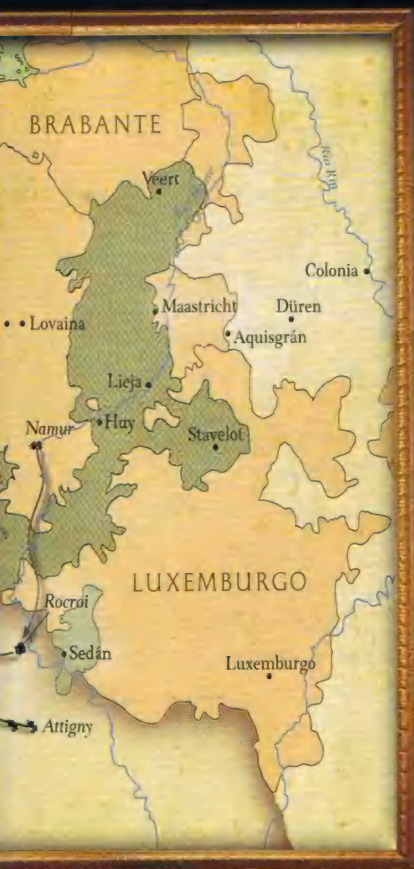 BRABANTE
Veert
Río Rin
Colonia
Maastricht
Düren
Lovaina
Aquisgrán
Lieja
Namur
Huy
Stavelot
LUXEMBURGO
Rocroi
Sedán
Luxemburgo
Attigny